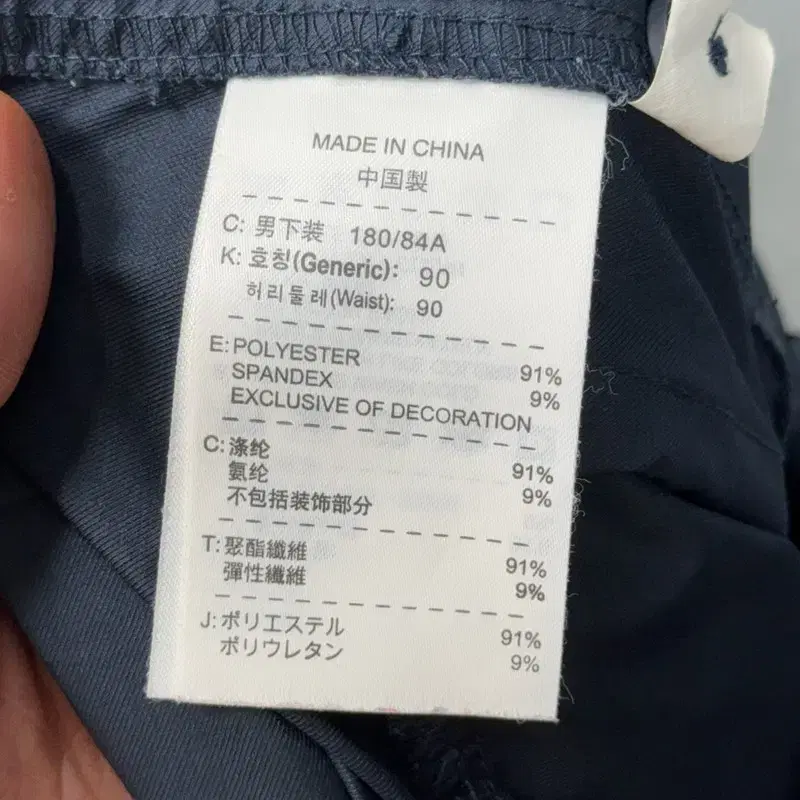 MADE IN CHINA
中国製
C: 男下装 180/84A
K: 호칭(Generic): 90
허리둘레(Waist): 90
E: POLYESTER 91%
SPANDEX 9%
EXCLUSIVE OF DECORATION
C: 涤纶 91%
氨纶 9%
不包括装饰部分
T: 聚酯纖維 91%
彈性纖維 9%
J: ポリエステル 91%
ポリウレタン 9%